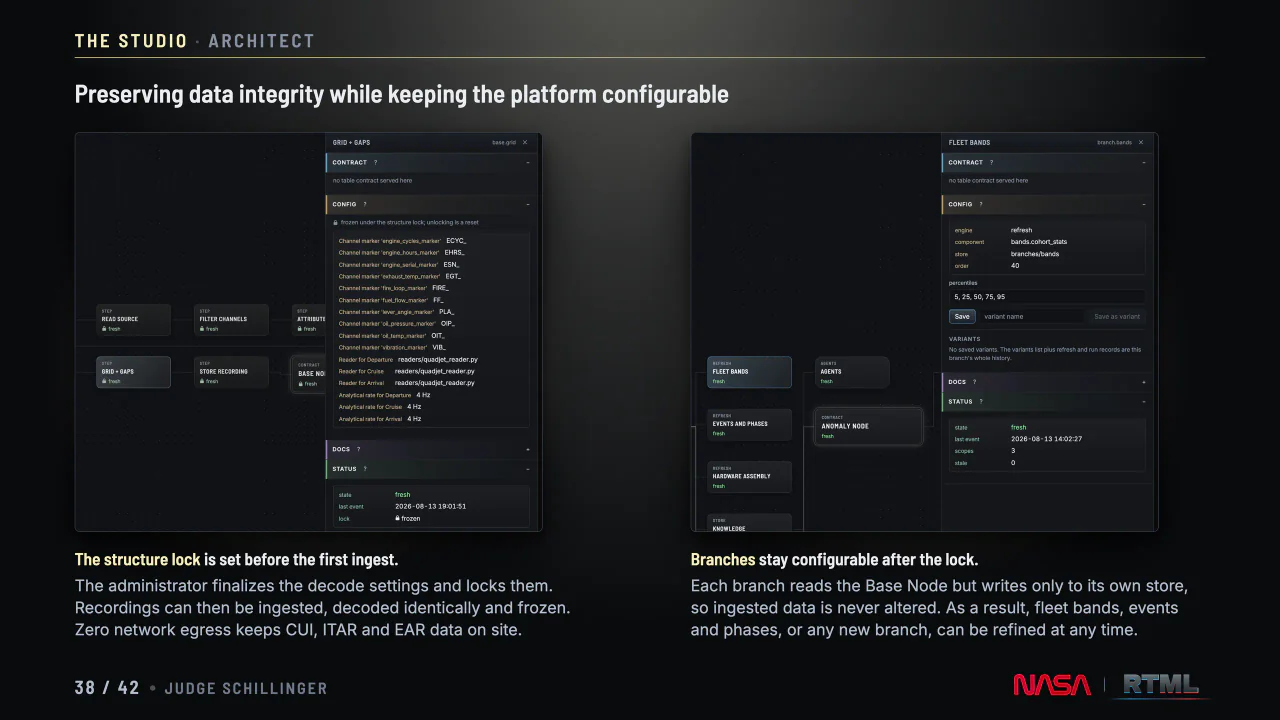 THE STUDIO · ARCHITECT
Preserving data integrity while keeping the platform configurable
GRID + GAPS base.grid ×
CONTRACT ? –
no table contract served here
CONFIG ? –
frozen under the structure lock; unlocking is a reset
Channel marker 'engine_cycles_marker' ECYC_
Channel marker 'engine_hours_marker' EHRS_
Channel marker 'engine_serial_marker' ESN_
Channel marker 'exhaust_temp_marker' EGT_
Channel marker 'fire_loop_marker' FIRE_
Channel marker 'fuel_flow_marker' FF_
Channel marker 'lever_angle_marker' PLA_
Channel marker 'oil_pressure_marker' OIP_
Channel marker 'oil_temp_marker' OIT_
Channel marker 'vibration_marker' VIB_
Reader for Departure readers/quadjet_reader.py
Reader for Cruise readers/quadjet_reader.py
Reader for Arrival readers/quadjet_reader.py
Analytical rate for Departure 4 Hz
Analytical rate for Cruise 4 Hz
Analytical rate for Arrival 4 Hz
DOCS ? +
STATUS ? –
state fresh
last event 2026-08-13 19:01:51
lock frozen
STEP
READ SOURCE
fresh
STEP
FILTER CHANNELS
fresh
STEP
ATTRIBUTE
fresh
STEP
GRID + GAPS
fresh
STEP
STORE RECORDING
fresh
CONTRACT
BASE NO
fresh
FLEET BANDS branch.bands ×
CONTRACT ? –
no table contract served here
CONFIG ? –
engine refresh
component bands.cohort_stats
store branches/bands
order 40
percentiles
5, 25, 50, 75, 95
Save variant name Save as variant
VARIANTS
No saved variants. The variants list plus refresh and run records are this
branch's whole history.
DOCS ? +
STATUS ? –
state fresh
last event 2026-08-13 14:02:27
scopes 3
stale 0
REFRESH
FLEET BANDS
fresh
AGENTS
AGENTS
fresh
REFRESH
EVENTS AND PHASES
fresh
CONTRACT
ANOMALY NODE
fresh
REFRESH
HARDWARE ASSEMBLY
fresh
STORE
KNOWLEDGE
The structure lock is set before the first ingest.
The administrator finalizes the decode settings and locks them.
Recordings can then be ingested, decoded identically and frozen.
Zero network egress keeps CUI, ITAR and EAR data on site.
Branches stay configurable after the lock.
Each branch reads the Base Node but writes only to its own store,
so ingested data is never altered. As a result, fleet bands, events
and phases, or any new branch, can be refined at any time.
38 / 42 • JUDGE SCHILLINGER
NASA | RTML